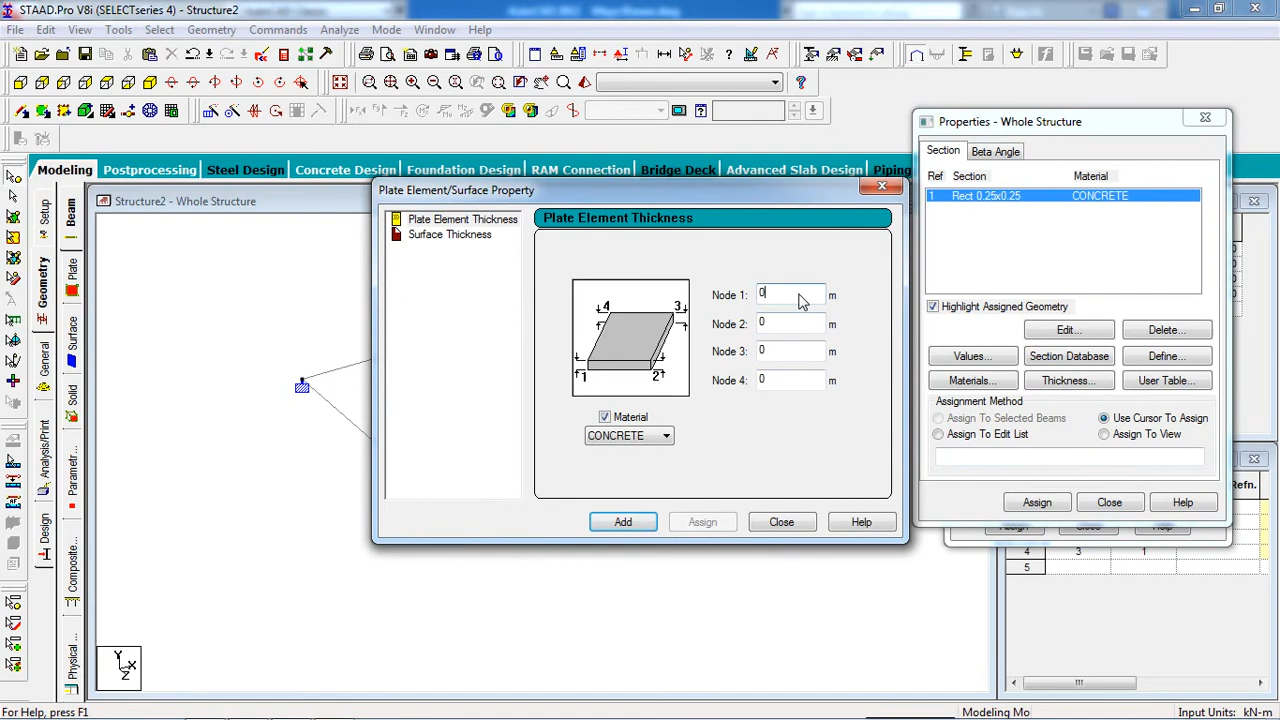 STAAD.Pro V8i (SELECTseries 4) - Structure2
File Edit View Tools Select Geometry Commands Analyze Mode Window Help
Modeling Postprocessing Steel Design Concrete Design Foundation Design RAM Connection Bridge Deck Advanced Slab Design Piping
Structure2 - Whole Structure
Setup
Geometry
General
Analysis/Print
Design
Beam
Plate
Surface
Solid
Parametr...
Composite...
Physical ...
Plate Element/Surface Property
Plate Element Thickness
Surface Thickness
Plate Element Thickness
4 3
1 2
Node 1: 0 m
Node 2: 0 m
Node 3: 0 m
Node 4: 0 m
Material
CONCRETE
Add Assign Close Help
Properties - Whole Structure
Section Beta Angle
Ref Section Material
1 Rect 0.25x0.25 CONCRETE
Highlight Assigned Geometry
Edit... Delete...
Values... Section Database Define...
Materials... Thickness... User Table...
Assignment Method
Assign To Selected Beams Use Cursor To Assign
Assign To Edit List Assign To View
Assign Close Help
Refn.
4 3 1
5
Y
X
Z
For Help, press F1
Modeling Mo
Input Units: kN-m